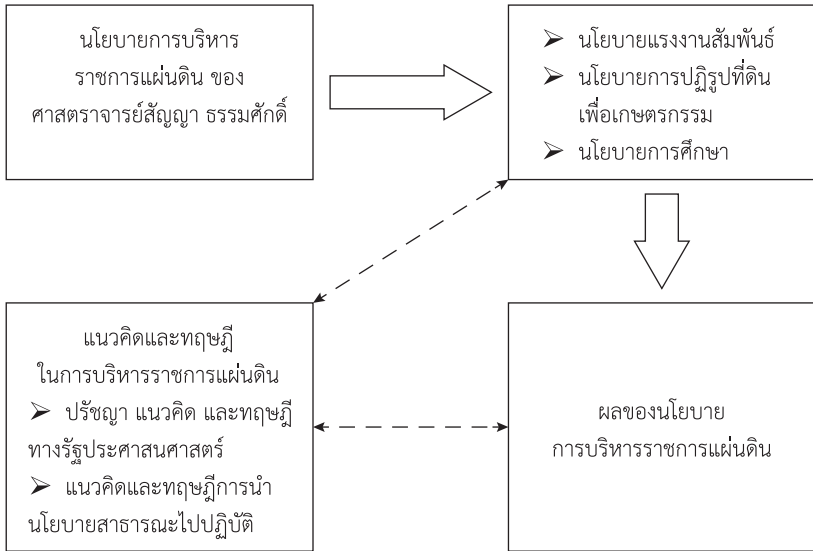 นโยบายการบริหาร
ราชการแผ่นดิน ของ
ศาสตราจารย์สัญญา ธรรมศักดิ์
➢ นโยบายแรงงานสัมพันธ์
➢ นโยบายการปฏิรูปที่ดิน
เพื่อเกษตรกรรม
➢ นโยบายการศึกษา
แนวคิดและทฤษฎี
ในการบริหารราชการแผ่นดิน
➢ ปรัชญา แนวคิด และทฤษฎี
ทางรัฐประศาสนศาสตร์
➢ แนวคิดและทฤษฎีการนำ
นโยบายสาธารณะไปปฏิบัติ
ผลของนโยบาย
การบริหารราชการแผ่นดิน